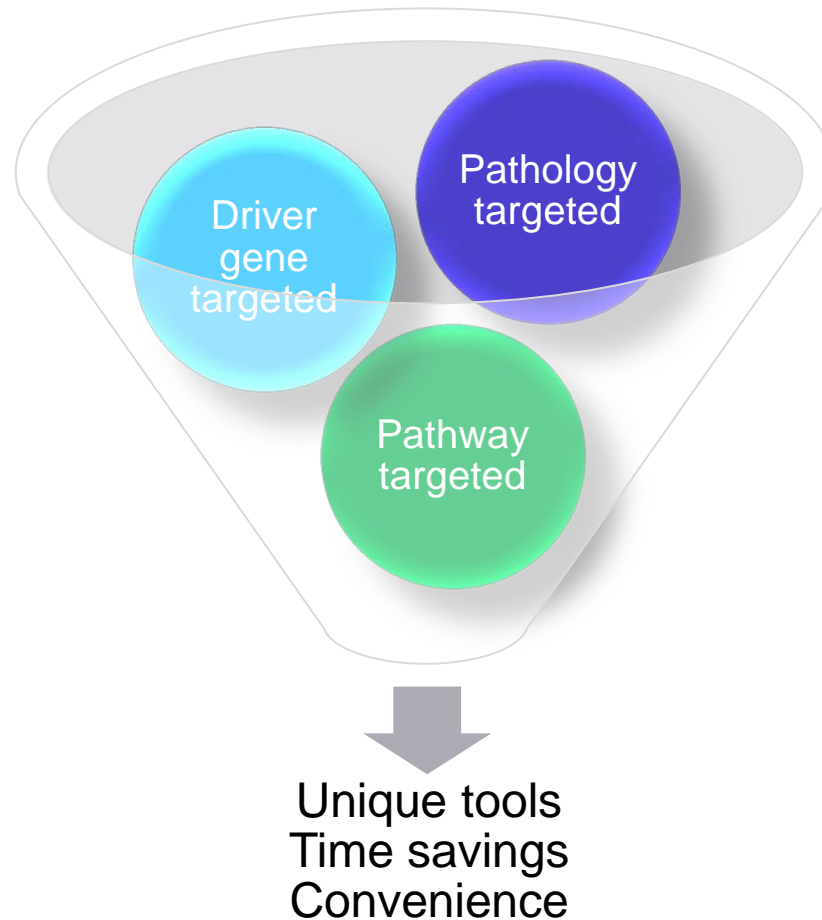 Driver
gene
targeted
Pathology
targeted
Pathway
targeted
Unique tools
Time savings
Convenience